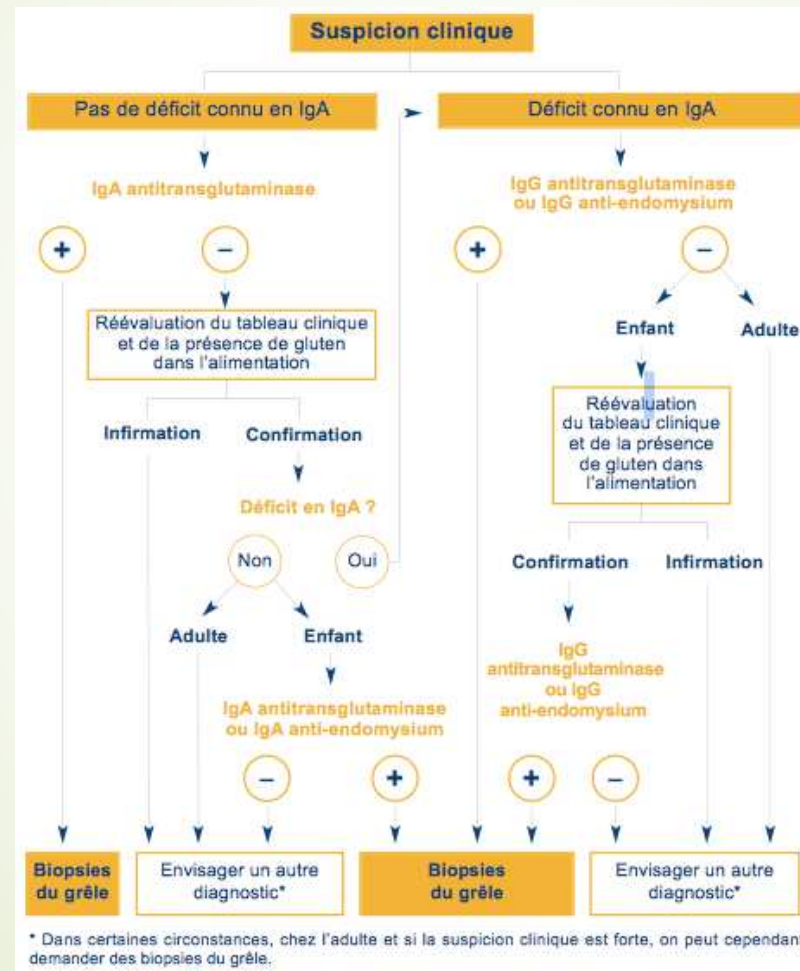 Suspicion clinique
Pas de déficit connu en IgA
Déficit connu en IgA
IgA antitransglutaminase
IgG antitransglutaminase
ou IgG anti-endomysium
+
–
+
–
Réévaluation du tableau clinique
et de la présence de gluten
dans l'alimentation
Enfant
Adulte
Réévaluation
du tableau clinique
et de la présence
de gluten dans
l'alimentation
Infirmation
Confirmation
Déficit en IgA ?
Non
Oui
Confirmation
Infirmation
Adulte
Enfant
IgG
antitransglutaminase
ou IgG
anti-endomysium
IgA antitransglutaminase
ou IgA anti-endomysium
–
+
+
–
Biopsies
du grêle
Envisager un autre
diagnostic*
Biopsies
du grêle
Envisager un autre
diagnostic*
* Dans certaines circonstances, chez l'adulte et si la suspicion clinique est forte, on peut cependant
demander des biopsies du grêle.